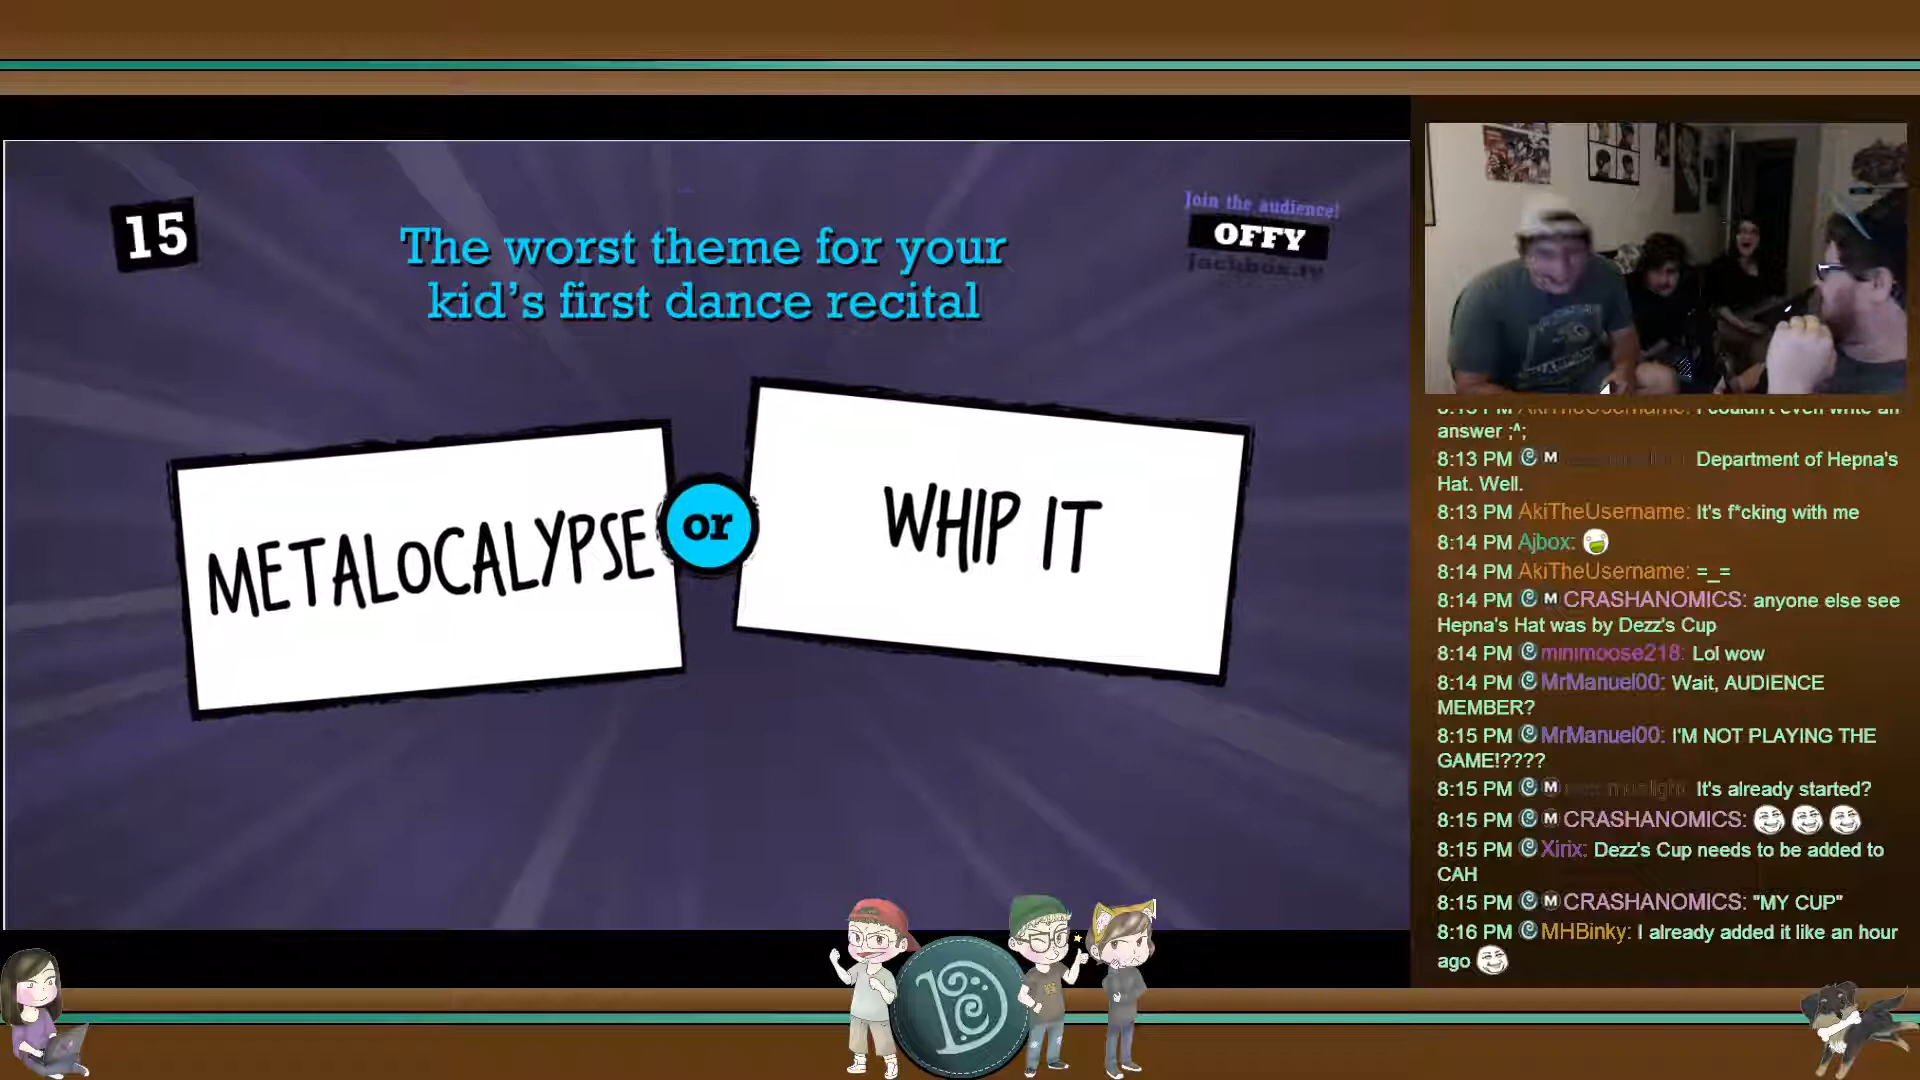 15
The worst theme for your
kid's first dance recital
Join the audience!
OFFY
jackbox.tv
METALOCALYPSE
or
WHIP IT
answer ;^;
8:13 PM Department of Hepna's
Hat. Well.
8:13 PM AkiTheUsername: It's f*cking with me
8:14 PM Ajbox:
8:14 PM AkiTheUsername: =_=
8:14 PM M CRASHANOMICS: anyone else see
Hepna's Hat was by Dezz's Cup
8:14 PM minimoose218: Lol wow
8:14 PM MrManuel00: Wait, AUDIENCE
MEMBER?
8:15 PM MrManuel00: I'M NOT PLAYING THE
GAME!????
8:15 PM M It's already started?
8:15 PM M CRASHANOMICS:
8:15 PM Xirix: Dezz's Cup needs to be added to
CAH
8:15 PM M CRASHANOMICS: "MY CUP"
8:16 PM MHBinky: I already added it like an hour
ago